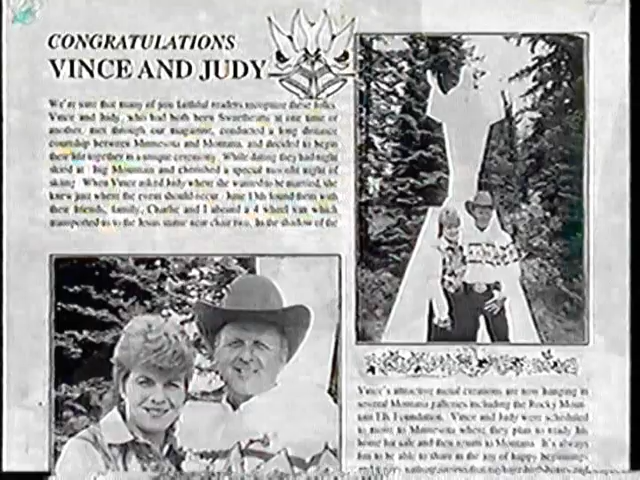 CONGRATULATIONS
VINCE AND JUDY
We're sure that many of you faithful readers recognize these folks.
Vince and Judy, who had both been Sweethearts at one time or
another, met through our magazine, conducted a long distance
courtship between Minnesota and Montana, and decided to begin
their life together in a unique ceremony. While dating they had night
skied at Big Mountain and cherished a special moonlit night of
skiing. When Vince asked Judy where she wanted to be married, she
knew just where the event should occur. June 13th found them with
their friends, family, Charlie and I aboard a 4 wheel van which
transported us to the Jesus statue near chair two. In the shadow of the
Vince's attractive metal creations are now hanging in
several Montana galleries including the Rocky Moun-
tain Elk Foundation. Vince and Judy were scheduled
to move to Minnesota where they plan to ready his
home for sale and then return to Montana. It's always
fun to be able to share in the joy of happy beginnings